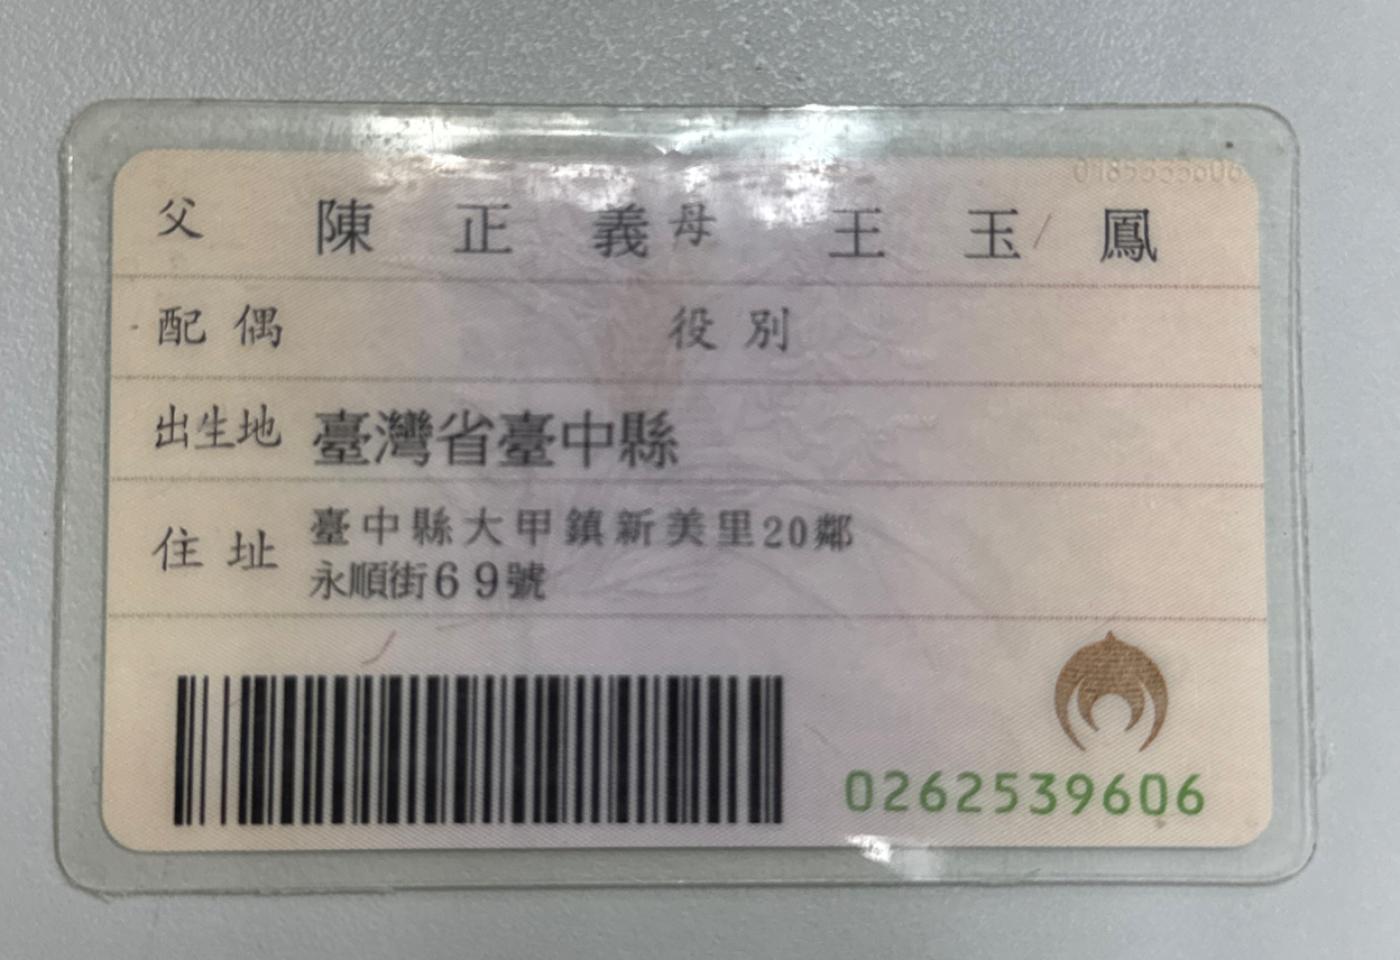 父 陳正義 母 王玉鳳
配偶 役別
出生地 臺灣省臺中縣
住址 臺中縣大甲鎮新美里20鄰
永順街69號
0262539606